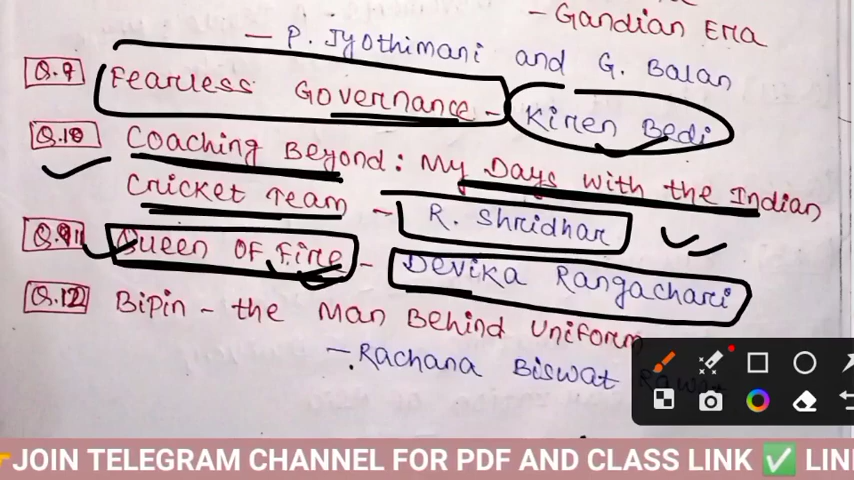 - Gandian Era
- P. Jyothimani and G. Balan
Q.9 Fearless Governance - Kiren Bedi
Q.10 Coaching Beyond: My Days with the Indian
Cricket Team - R. Shridhar
Q.11 Queen Of Fire - Devika Rangachari
Q.12 Bipin - the Man Behind Uniform
- Rachana Biswat Rawat
👉JOIN TELEGRAM CHANNEL FOR PDF AND CLASS LINK ✅ LIN